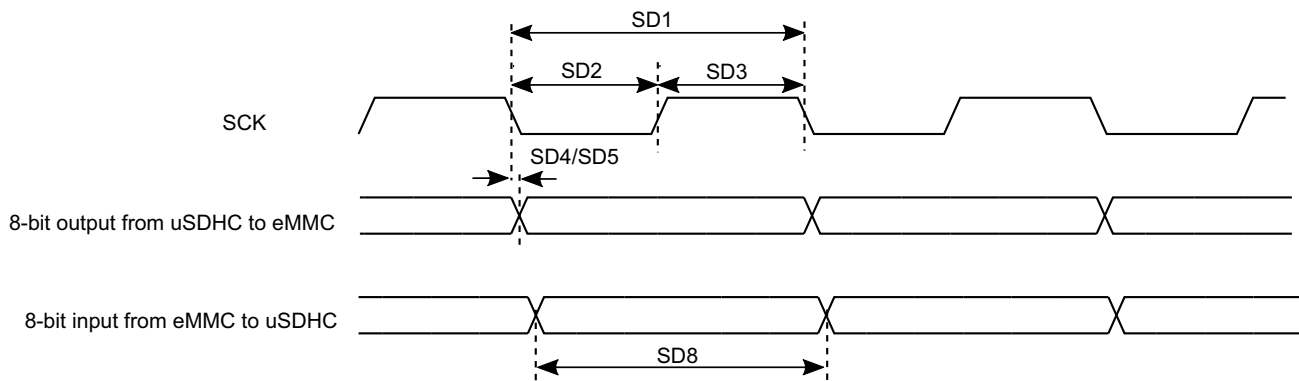 SD1
SD2
SD3
SCK
SD4/SD5
8-bit output from uSDHC to eMMC
8-bit input from eMMC to uSDHC
SD8